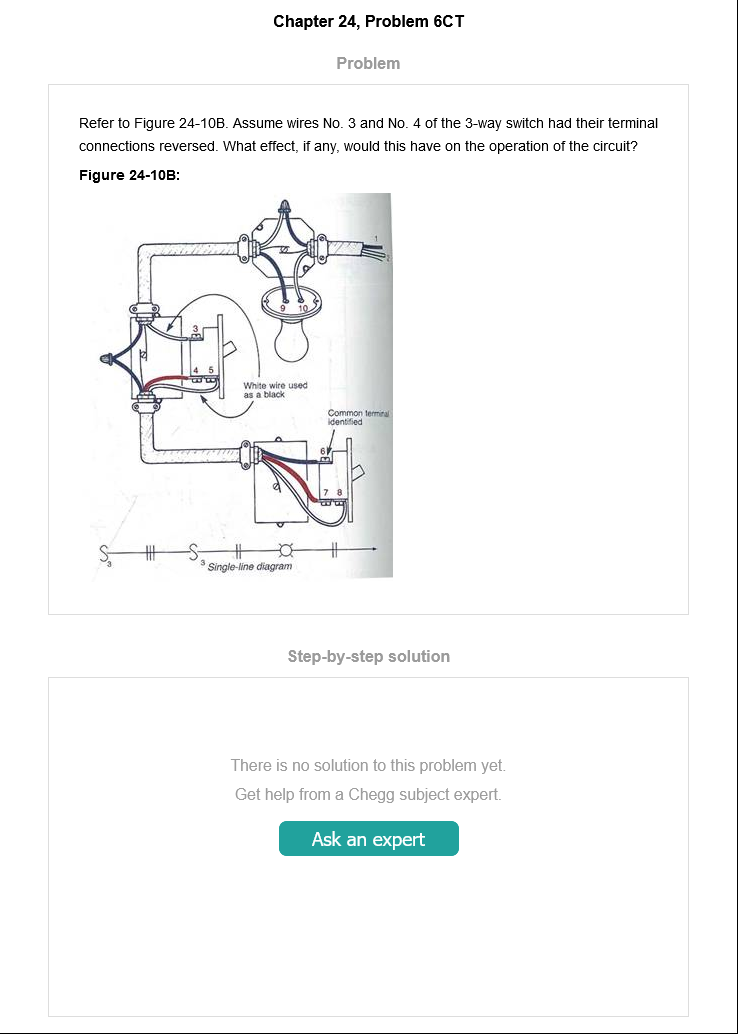 Chapter 24, Problem 6CT
Problem
Refer to Figure 24-10B. Assume wires No. 3 and No. 4 of the 3-way switch had their terminal
connections reversed. What effect, if any, would this have on the operation of the circuit?
Figure 24-10B:
1
2
9 10
3
4 5
White wire used
as a black
Common terminal
identified
6
7 8
S3
S3
Single-line diagram
Step-by-step solution
There is no solution to this problem yet.
Get help from a Chegg subject expert.
Ask an expert